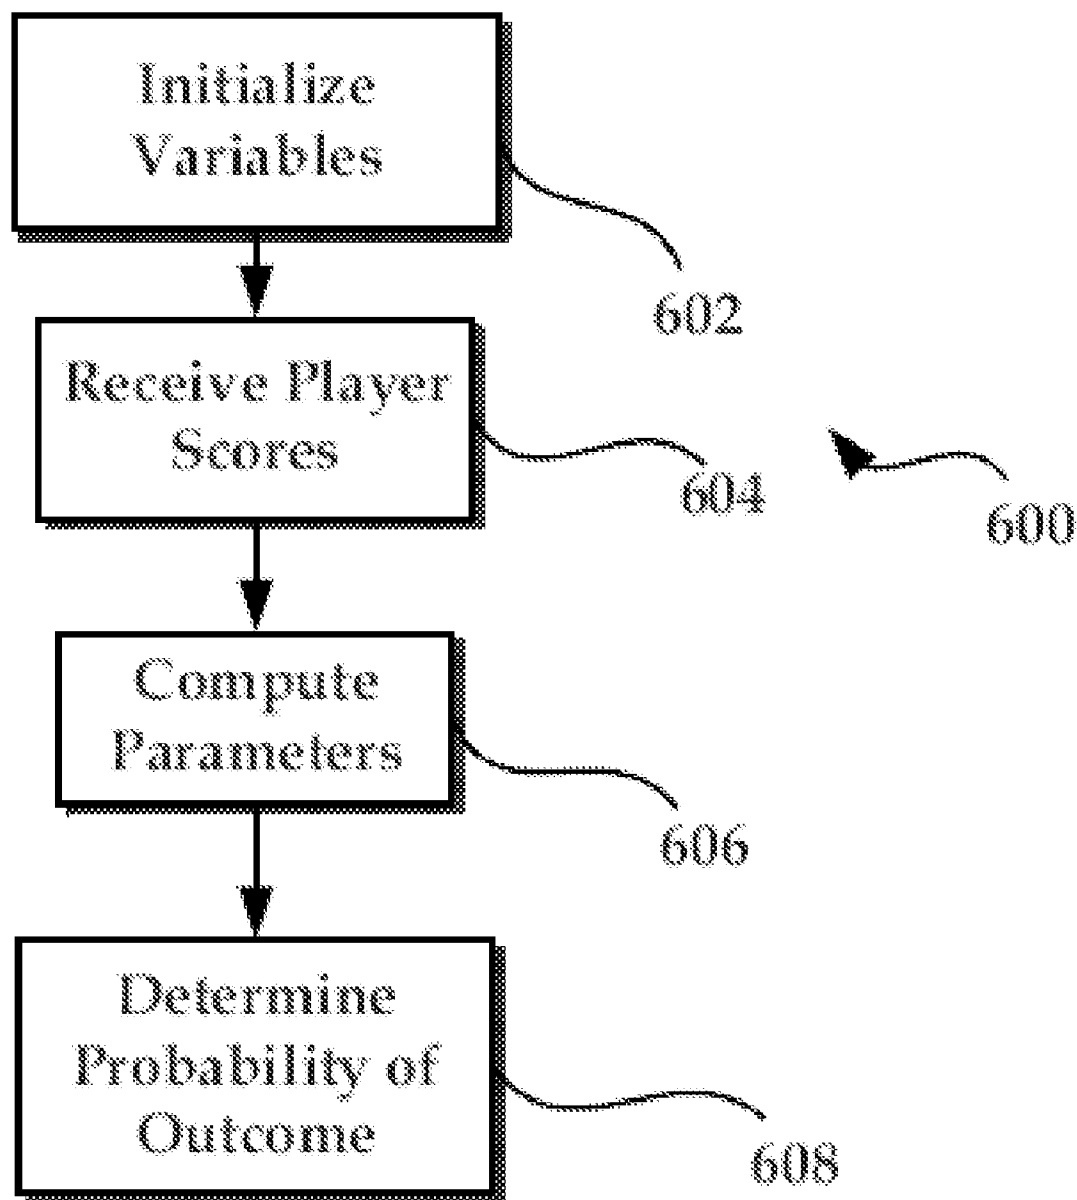 Initialize
Variables
602
Receive Player
Scores
604
600
Compute
Parameters
606
Determine
Probability of
Outcome
608